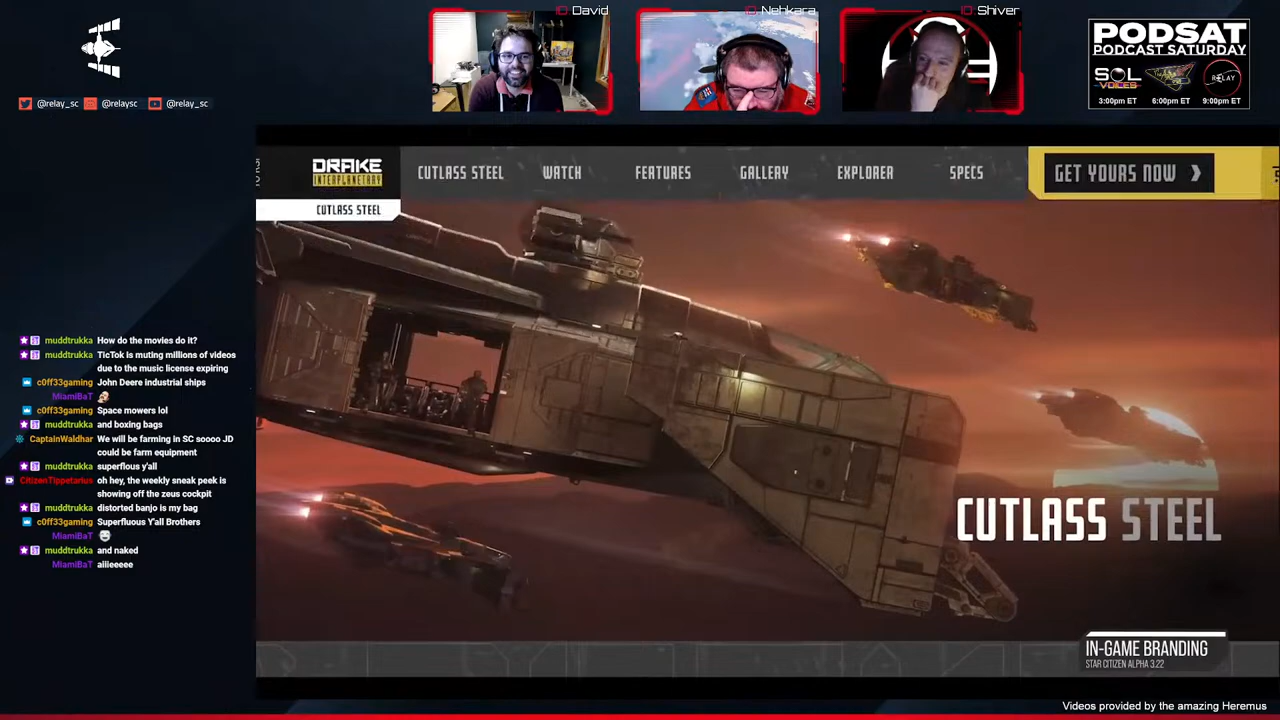 David
Nehkara
Shiver
PODSAT
PODCAST SATURDAY
SOL VOICES
RELAY
3:00pm ET 6:00pm ET 9:00pm ET
@relay_sc @relaysc @relay_sc
DRAKE
INTERPLANETARY
CUTLASS STEEL WATCH FEATURES GALLERY EXPLORER SPECS
GET YOURS NOW
CUTLASS STEEL
muddtrukka How do the movies do it?
muddtrukka TicTok is muting millions of videos
due to the music license expiring
c0ff33gaming John Deere industrial ships
MiamiBaT
c0ff33gaming Space mowers lol
muddtrukka and boxing bags
CaptainWaldhar We will be farming in SC soooo JD
could be farm equipment
muddtrukka superflous y'all
CitizenTippetarius oh hey, the weekly sneak peek is
showing off the zeus cockpit
muddtrukka distorted banjo is my bag
c0ff33gaming Superfluous Y'all Brothers
MiamiBaT
muddtrukka and naked
MiamiBaT aiiieeeee
CUTLASS STEEL
IN-GAME BRANDING
STAR CITIZEN ALPHA 3.22
Videos provided by the amazing Heremus